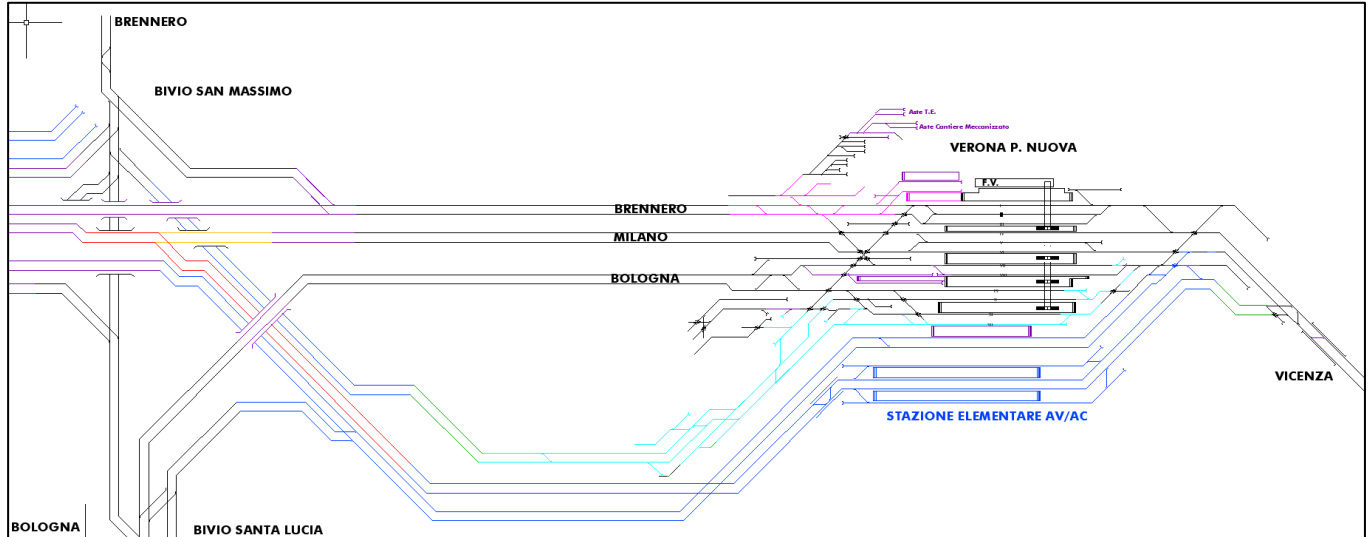 BRENNERO
BIVIO SAN MASSIMO
Aste T.E.
Aste Cantiere Meccanizzato
VERONA P. NUOVA
F.V.
BRENNERO
MILANO
BOLOGNA
VICENZA
STAZIONE ELEMENTARE AV/AC
BOLOGNA
BIVIO SANTA LUCIA